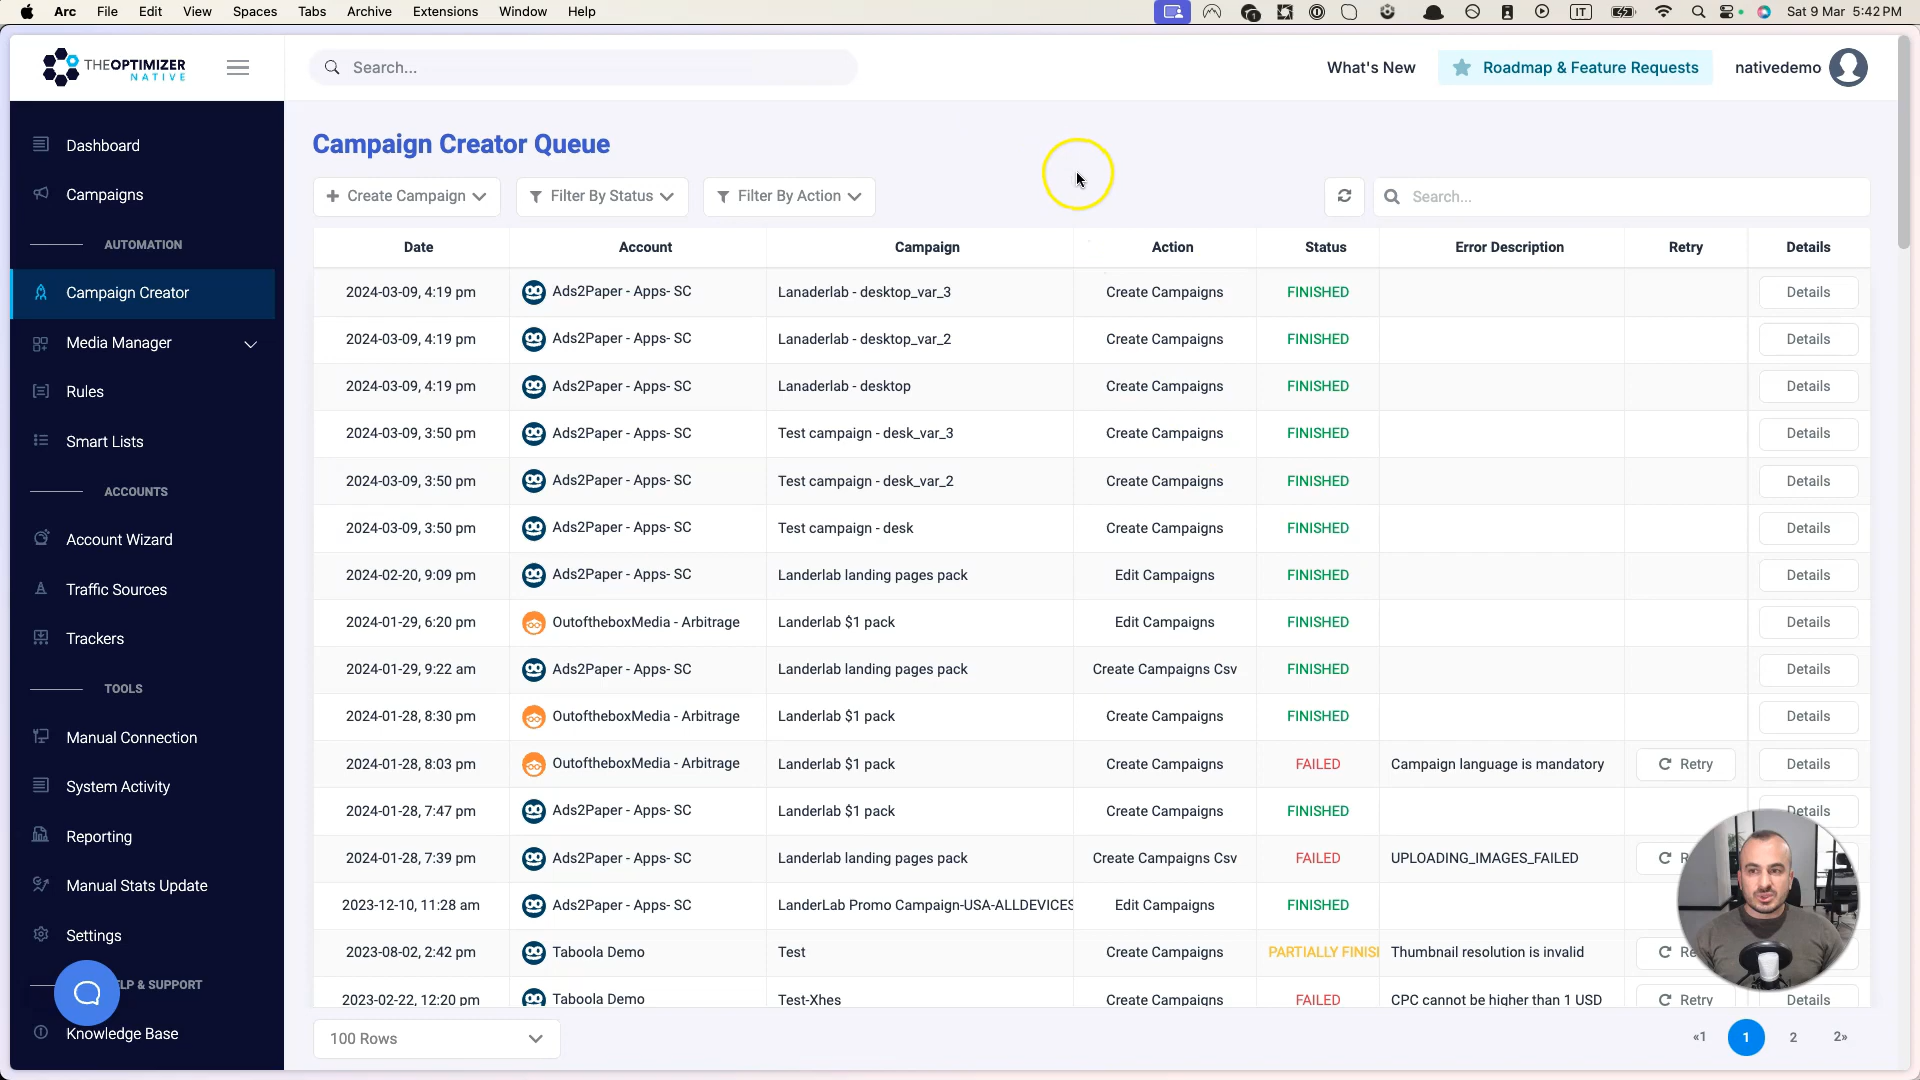 Arc File Edit View Spaces Tabs Archive Extensions Window Help
IT Sat 9 Mar 5:42 PM
THEOPTIMIZER
NATIVE
Search...
What's New
Roadmap & Feature Requests
nativedemo
Dashboard
Campaigns
AUTOMATION
Campaign Creator
Media Manager
Rules
Smart Lists
ACCOUNTS
Account Wizard
Traffic Sources
Trackers
TOOLS
Manual Connection
System Activity
Reporting
Manual Stats Update
Settings
LP & SUPPORT
Knowledge Base
Campaign Creator Queue
+ Create Campaign Filter By Status Filter By Action Search...
Date Account Campaign Action Status Error Description Retry Details
2024-03-09, 4:19 pm Ads2Paper - Apps- SC Lanaderlab - desktop_var_3 Create Campaigns FINISHED Details
2024-03-09, 4:19 pm Ads2Paper - Apps- SC Lanaderlab - desktop_var_2 Create Campaigns FINISHED Details
2024-03-09, 4:19 pm Ads2Paper - Apps- SC Lanaderlab - desktop Create Campaigns FINISHED Details
2024-03-09, 3:50 pm Ads2Paper - Apps- SC Test campaign - desk_var_3 Create Campaigns FINISHED Details
2024-03-09, 3:50 pm Ads2Paper - Apps- SC Test campaign - desk_var_2 Create Campaigns FINISHED Details
2024-03-09, 3:50 pm Ads2Paper - Apps- SC Test campaign - desk Create Campaigns FINISHED Details
2024-02-20, 9:09 pm Ads2Paper - Apps- SC Landerlab landing pages pack Edit Campaigns FINISHED Details
2024-01-29, 6:20 pm OutoftheboxMedia - Arbitrage Landerlab $1 pack Edit Campaigns FINISHED Details
2024-01-29, 9:22 am Ads2Paper - Apps- SC Landerlab landing pages pack Create Campaigns Csv FINISHED Details
2024-01-28, 8:30 pm OutoftheboxMedia - Arbitrage Landerlab $1 pack Create Campaigns FINISHED Details
2024-01-28, 8:03 pm OutoftheboxMedia - Arbitrage Landerlab $1 pack Create Campaigns FAILED Campaign language is mandatory Retry Details
2024-01-28, 7:47 pm Ads2Paper - Apps- SC Landerlab $1 pack Create Campaigns FINISHED Details
2024-01-28, 7:39 pm Ads2Paper - Apps- SC Landerlab landing pages pack Create Campaigns Csv FAILED UPLOADING_IMAGES_FAILED
2023-12-10, 11:28 am Ads2Paper - Apps- SC LanderLab Promo Campaign-USA-ALLDEVICES Edit Campaigns FINISHED
2023-08-02, 2:42 pm Taboola Demo Test Create Campaigns PARTIALLY FINISI Thumbnail resolution is invalid Re
2023-02-22, 12:20 pm Taboola Demo Test-Xhes Create Campaigns FAILED CPC cannot be higher than 1 USD Retry Details
100 Rows
«1 1 2 2»